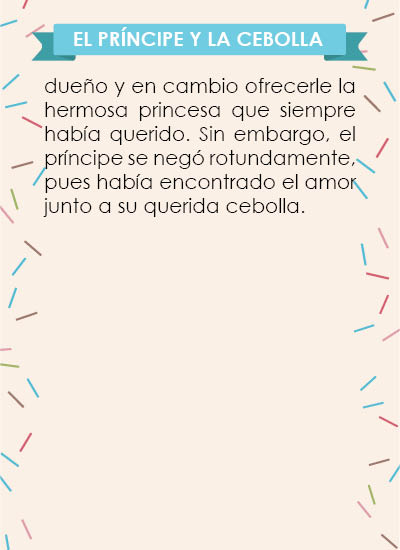 EL PRÍNCIPE Y LA CEBOLLA
dueño y en cambio ofrecerle la
hermosa princesa que siempre
había querido. Sin embargo, el
príncipe se negó rotundamente,
pues había encontrado el amor
junto a su querida cebolla.